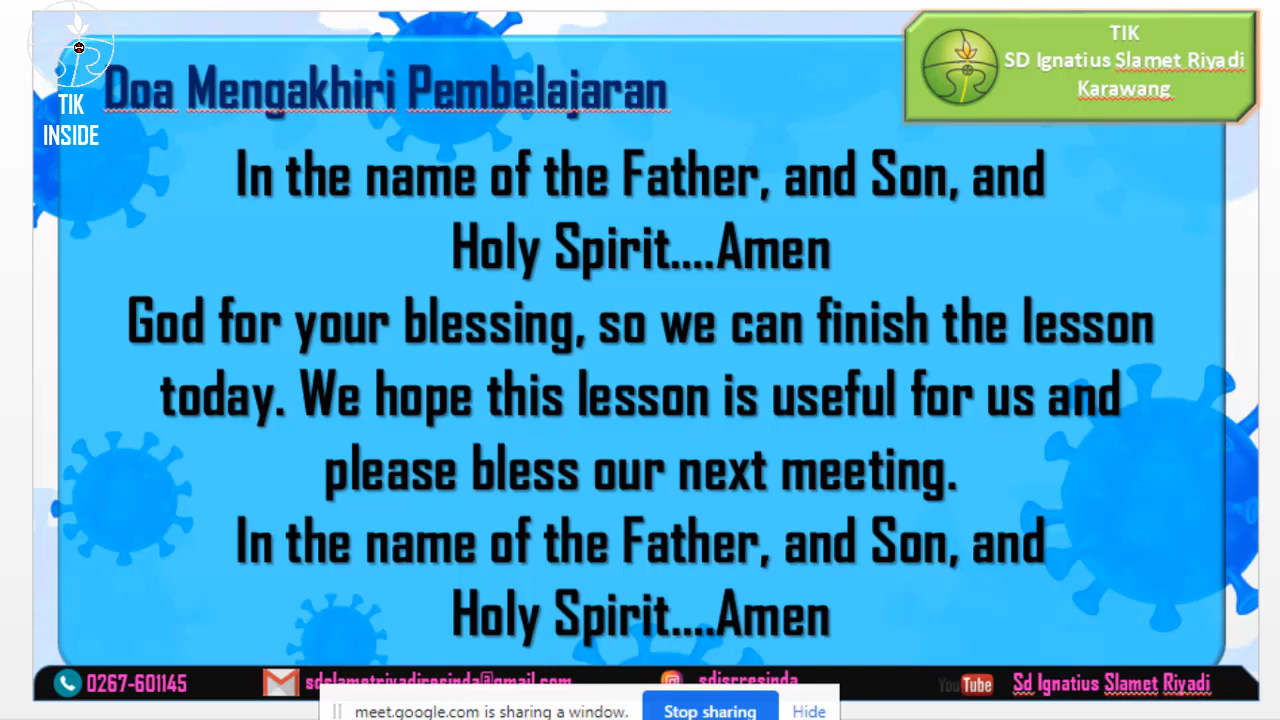 TIK
INSIDE
Doa Mengakhiri Pembelajaran
TIK
SD Ignatius Slamet Riyadi
Karawang
In the name of the Father, and Son, and
Holy Spirit....Amen
God for your blessing, so we can finish the lesson
today. We hope this lesson is useful for us and
please bless our next meeting.
In the name of the Father, and Son, and
Holy Spirit....Amen
0267-601145
sdslametriyadiresinda@gmail.com
sdisrresinda
YouTube
Sd Ignatius Slamet Riyadi
meet.google.com is sharing a window.
Stop sharing
Hide